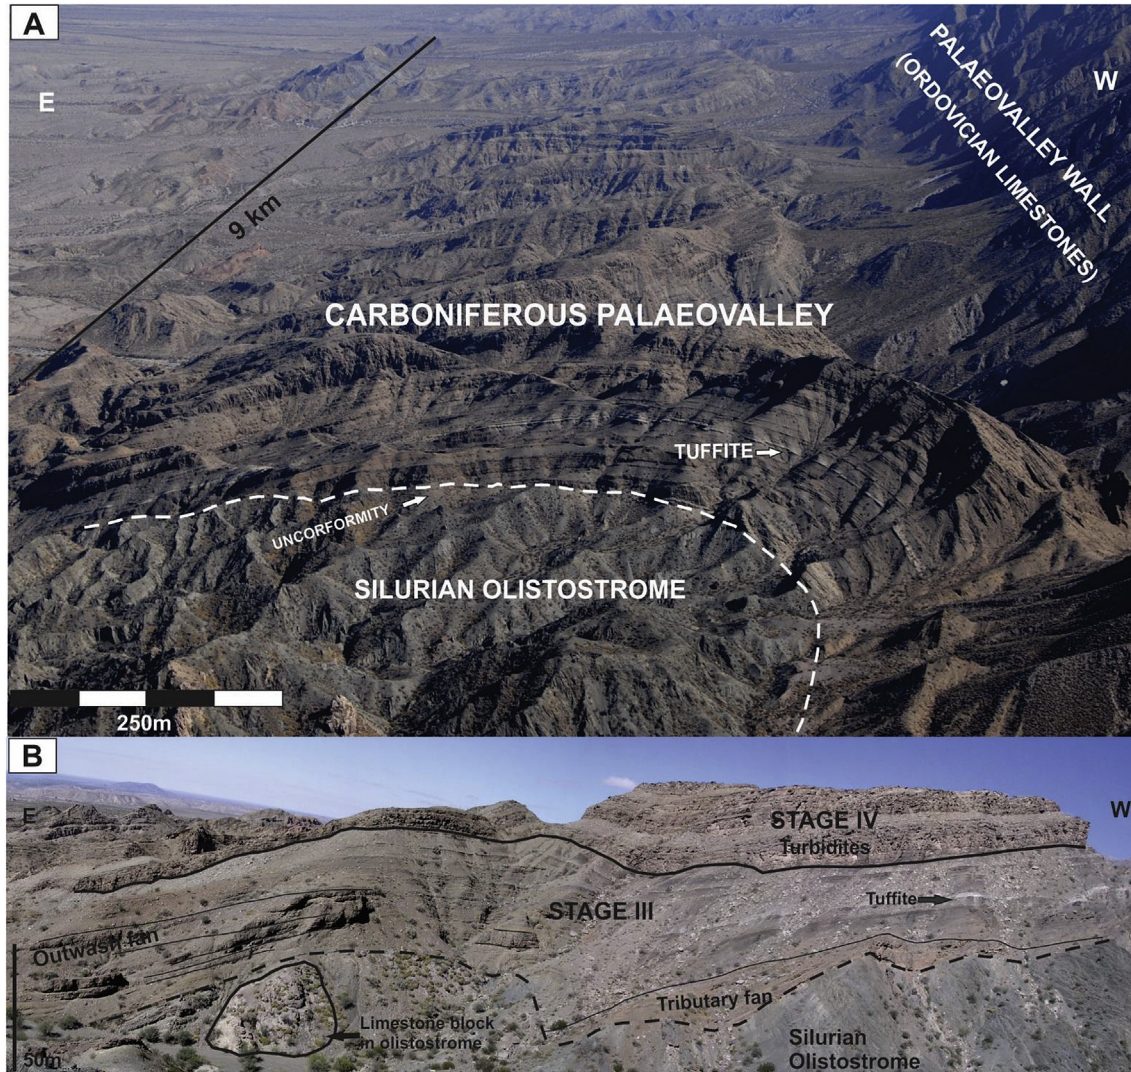 A
E
W
PALAEOVALLEY WALL
(ORDOVICIAN LIMESTONES)
9 km
CARBONIFEROUS PALAEOVALLEY
TUFFITE
UNCORFORMITY
SILURIAN OLISTOSTROME
250m
B
E
W
STAGE IV
Turbidites
STAGE III
Tuffite
Outwash fan
Tributary fan
Limestone block
in olistostrome
Silurian
Olistostrome
50m